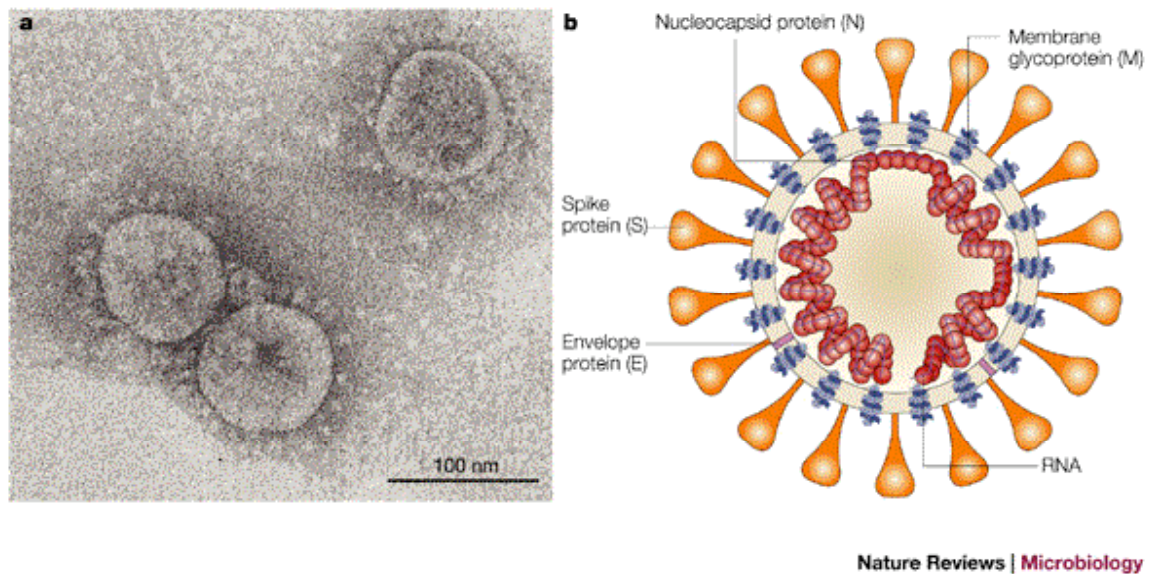 a
100 nm
b
Nucleocapsid protein (N)
Membrane
glycoprotein (M)
Spike
protein (S)
Envelope
protein (E)
RNA
Nature Reviews | Microbiology